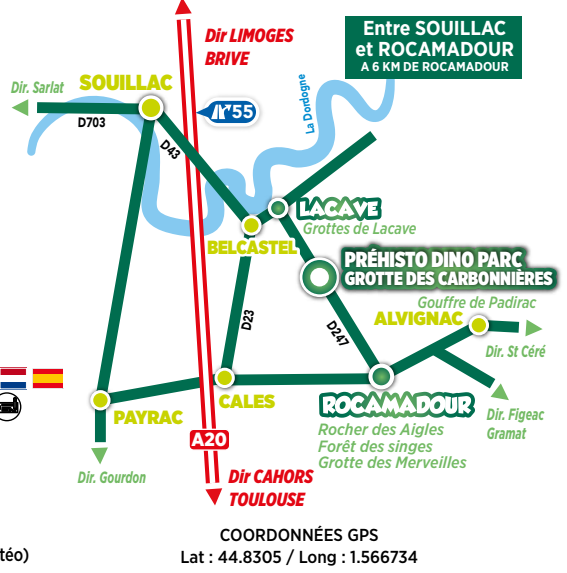 Dir LIMOGES
BRIVE
Entre SOUILLAC
et ROCAMADOUR
A 6 KM DE ROCAMADOUR
Dir. Sarlat
SOUILLAC
55
La Dordogne
D703
D43
LACAVE
Grottes de Lacave
BELCASTEL
PRÉHISTO DINO PARC
GROTTE DES CARBONNIÈRES
Gouffre de Padirac
ALVIGNAC
D23
D247
Dir. St Céré
CALES
PAYRAC
ROCAMADOUR
Dir. Figeac
Gramat
Rocher des Aigles
Forêt des singes
Grotte des Merveilles
A20
Dir. Gourdon
Dir CAHORS
TOULOUSE
COORDONNÉES GPS
téo)
Lat : 44.8305 / Long : 1.566734